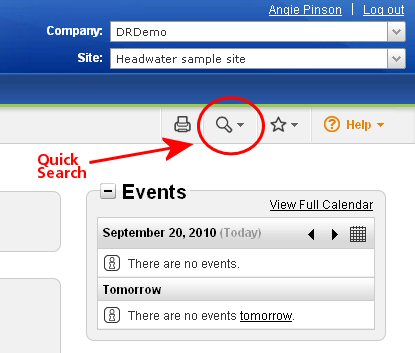 Angie Pinson | Log out
Company: DRDemo
Site: Headwater sample site
Help
Quick
Search
Events
View Full Calendar
September 20, 2010 (Today)
There are no events.
Tomorrow
There are no events tomorrow.